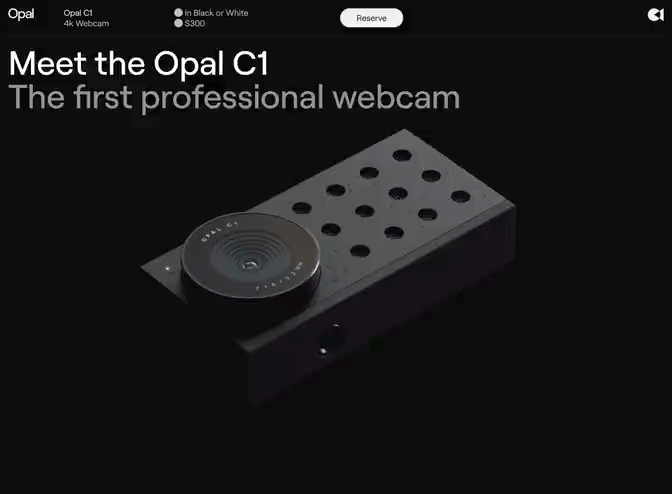 Opal
Opal C1
4k Webcam
In Black or White
$300
Reserve
Meet the Opal C1
The first professional webcam
OPAL C1